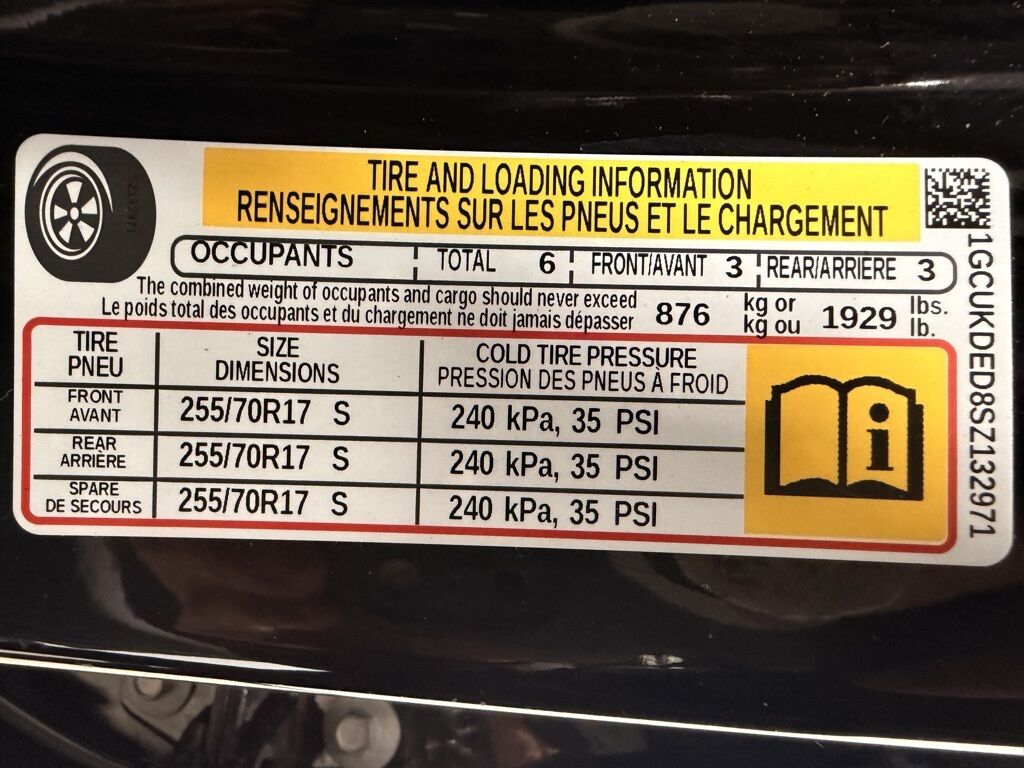 TIRE AND LOADING INFORMATION
RENSEIGNEMENTS SUR LES PNEUS ET LE CHARGEMENT
OCCUPANTS TOTAL 6 FRONT/AVANT 3 REAR/ARRIÈRE 3
The combined weight of occupants and cargo should never exceed 876 kg or 1929 lbs.
Le poids total des occupants et du chargement ne doit jamais dépasser kg ou lb.
TIRE SIZE COLD TIRE PRESSURE
PNEU DIMENSIONS PRESSION DES PNEUS À FROID
FRONT
AVANT 255/70R17 S 240 kPa, 35 PSI
REAR
ARRIÈRE 255/70R17 S 240 kPa, 35 PSI
SPARE
DE SECOURS 255/70R17 S 240 kPa, 35 PSI
1GCUKDED8SZ132971
SZ132971